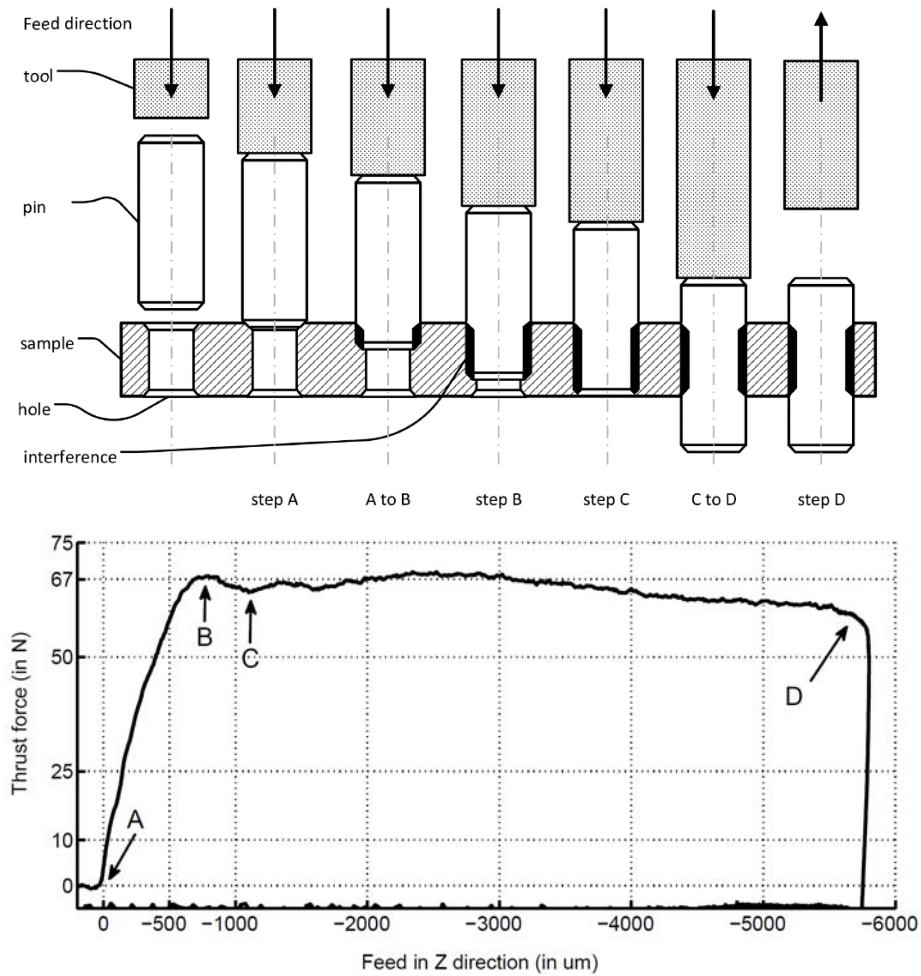 Feed direction
tool
pin
sample
hole
interference
step A A to B step B step C C to D step D
75
67
50
25
10
0
Thrust force (in N)
A
B
C
D
0 −500 −1000 −2000 −3000 −4000 −5000 −6000
Feed in Z direction (in um)